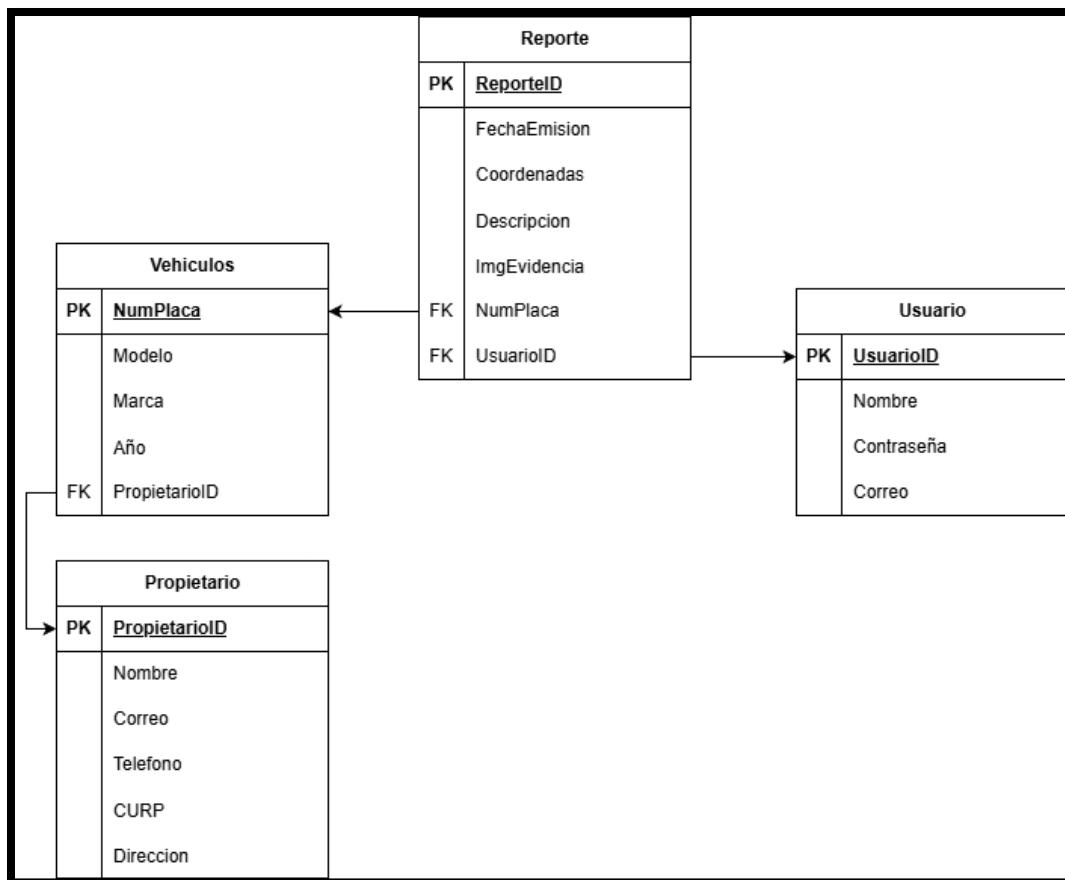 Reporte
PK ReporteID
FechaEmision
Coordenadas
Descripcion
ImgEvidencia
FK NumPlaca
FK UsuarioID
Vehiculos
PK NumPlaca
Modelo
Marca
Año
FK PropietarioID
Usuario
PK UsuarioID
Nombre
Contraseña
Correo
Propietario
PK PropietarioID
Nombre
Correo
Telefono
CURP
Direccion